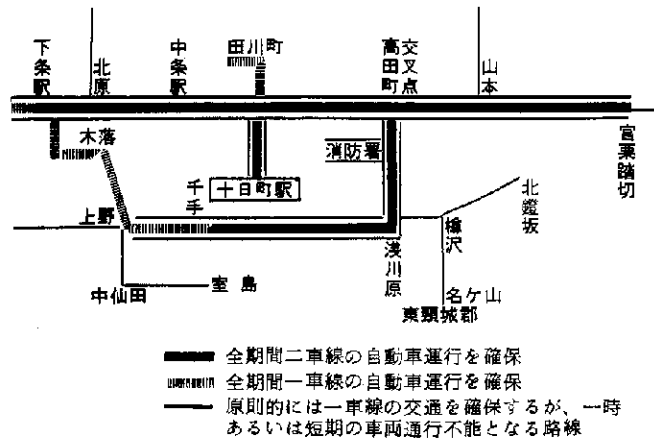 下条駅
北原
中条駅
田川町
高田町
交叉点
山本
木落
消防署
十日町駅
千手
上野
中仙田
室島
浅川原
樽沢
北鐙坂
名ケ山
東頸城郡
宮栗踏切
全期間二車線の自動車運行を確保
全期間一車線の自動車運行を確保
原則的には一車線の交通を確保するが、一時
あるいは短期の車両通行不能となる路線